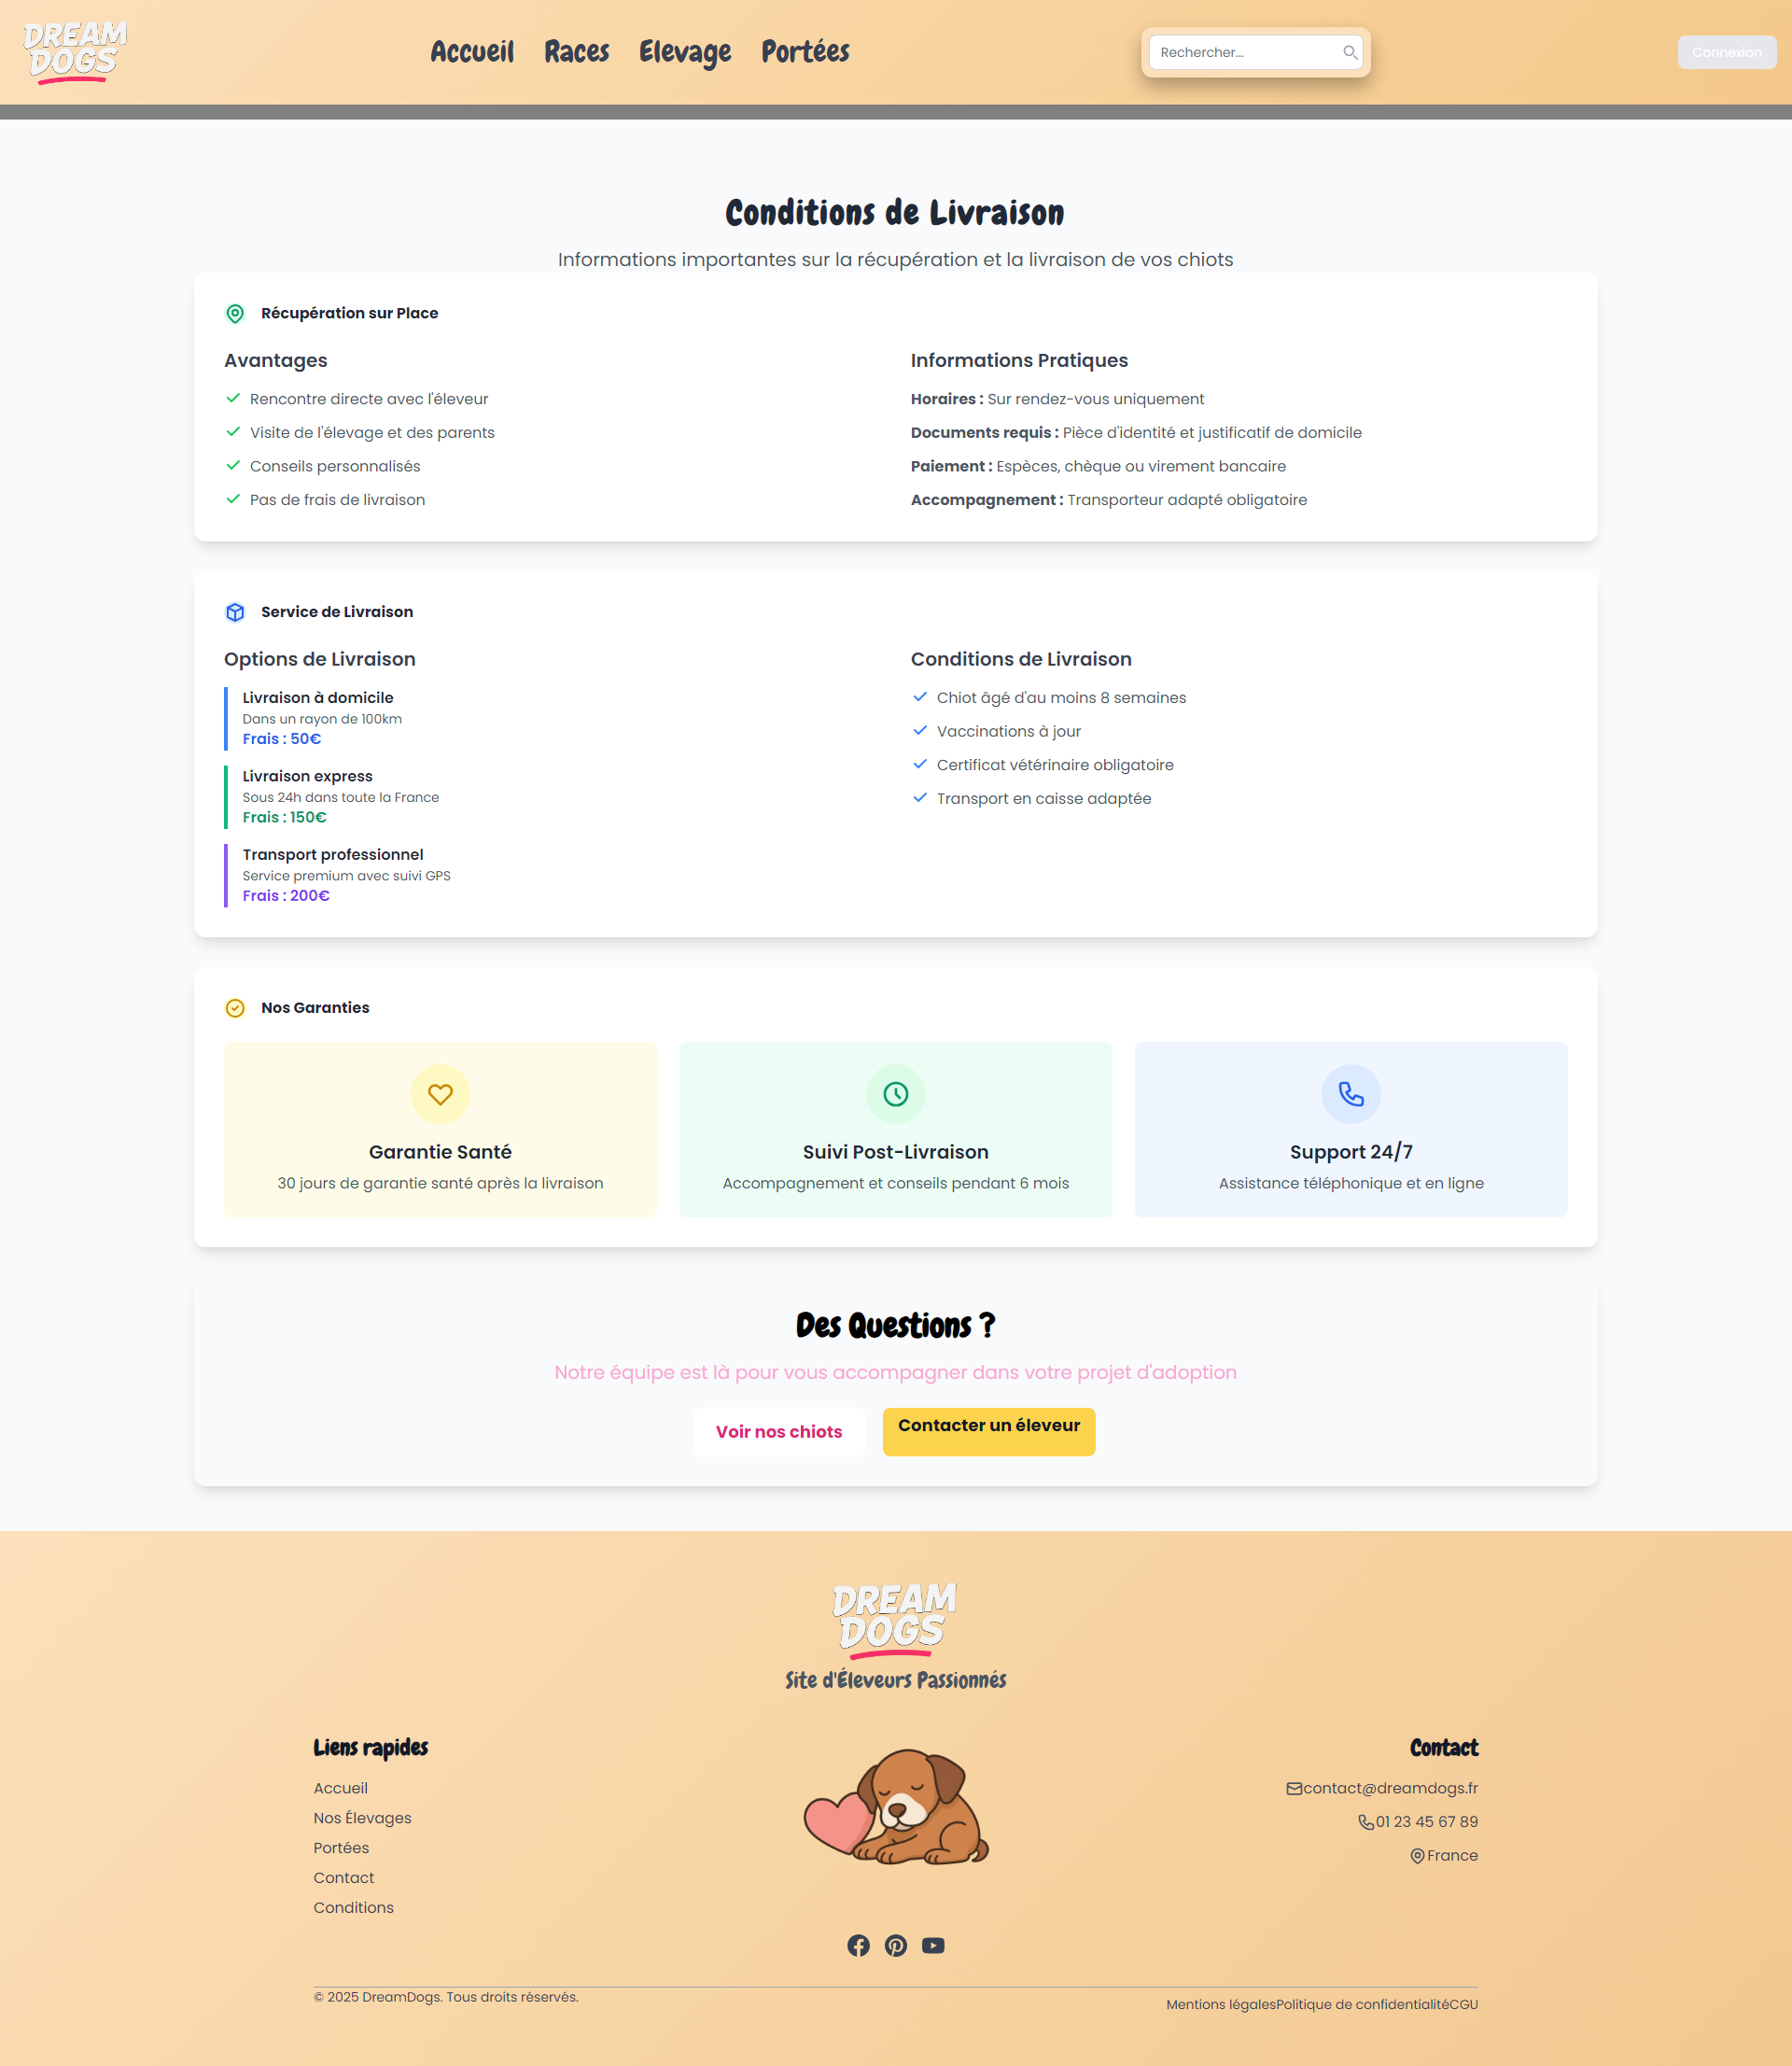 DREAM
DOGS
Accueil Races Elevage Portées
Rechercher...
Connexion
Conditions de Livraison
Informations importantes sur la récupération et la livraison de vos chiots
Récupération sur Place
Avantages
Rencontre directe avec l'éleveur
Visite de l'élevage et des parents
Conseils personnalisés
Pas de frais de livraison
Informations Pratiques
Horaires : Sur rendez-vous uniquement
Documents requis : Pièce d'identité et justificatif de domicile
Paiement : Espèces, chèque ou virement bancaire
Accompagnement : Transporteur adapté obligatoire
Service de Livraison
Options de Livraison
Livraison à domicile
Dans un rayon de 100km
Frais : 50€
Livraison express
Sous 24h dans toute la France
Frais : 150€
Transport professionnel
Service premium avec suivi GPS
Frais : 200€
Conditions de Livraison
Chiot âgé d'au moins 8 semaines
Vaccinations à jour
Certificat vétérinaire obligatoire
Transport en caisse adaptée
Nos Garanties
Garantie Santé
30 jours de garantie santé après la livraison
Suivi Post-Livraison
Accompagnement et conseils pendant 6 mois
Support 24/7
Assistance téléphonique et en ligne
Des Questions ?
Notre équipe est là pour vous accompagner dans votre projet d'adoption
Voir nos chiots
Contacter un éleveur
DREAM
DOGS
Site d'Éleveurs Passionnés
Liens rapides
Accueil
Nos Élevages
Portées
Contact
Conditions
Contact
contact@dreamdogs.fr
01 23 45 67 89
France
© 2025 DreamDogs. Tous droits réservés.
Mentions légalesPolitique de confidentialitéCGU